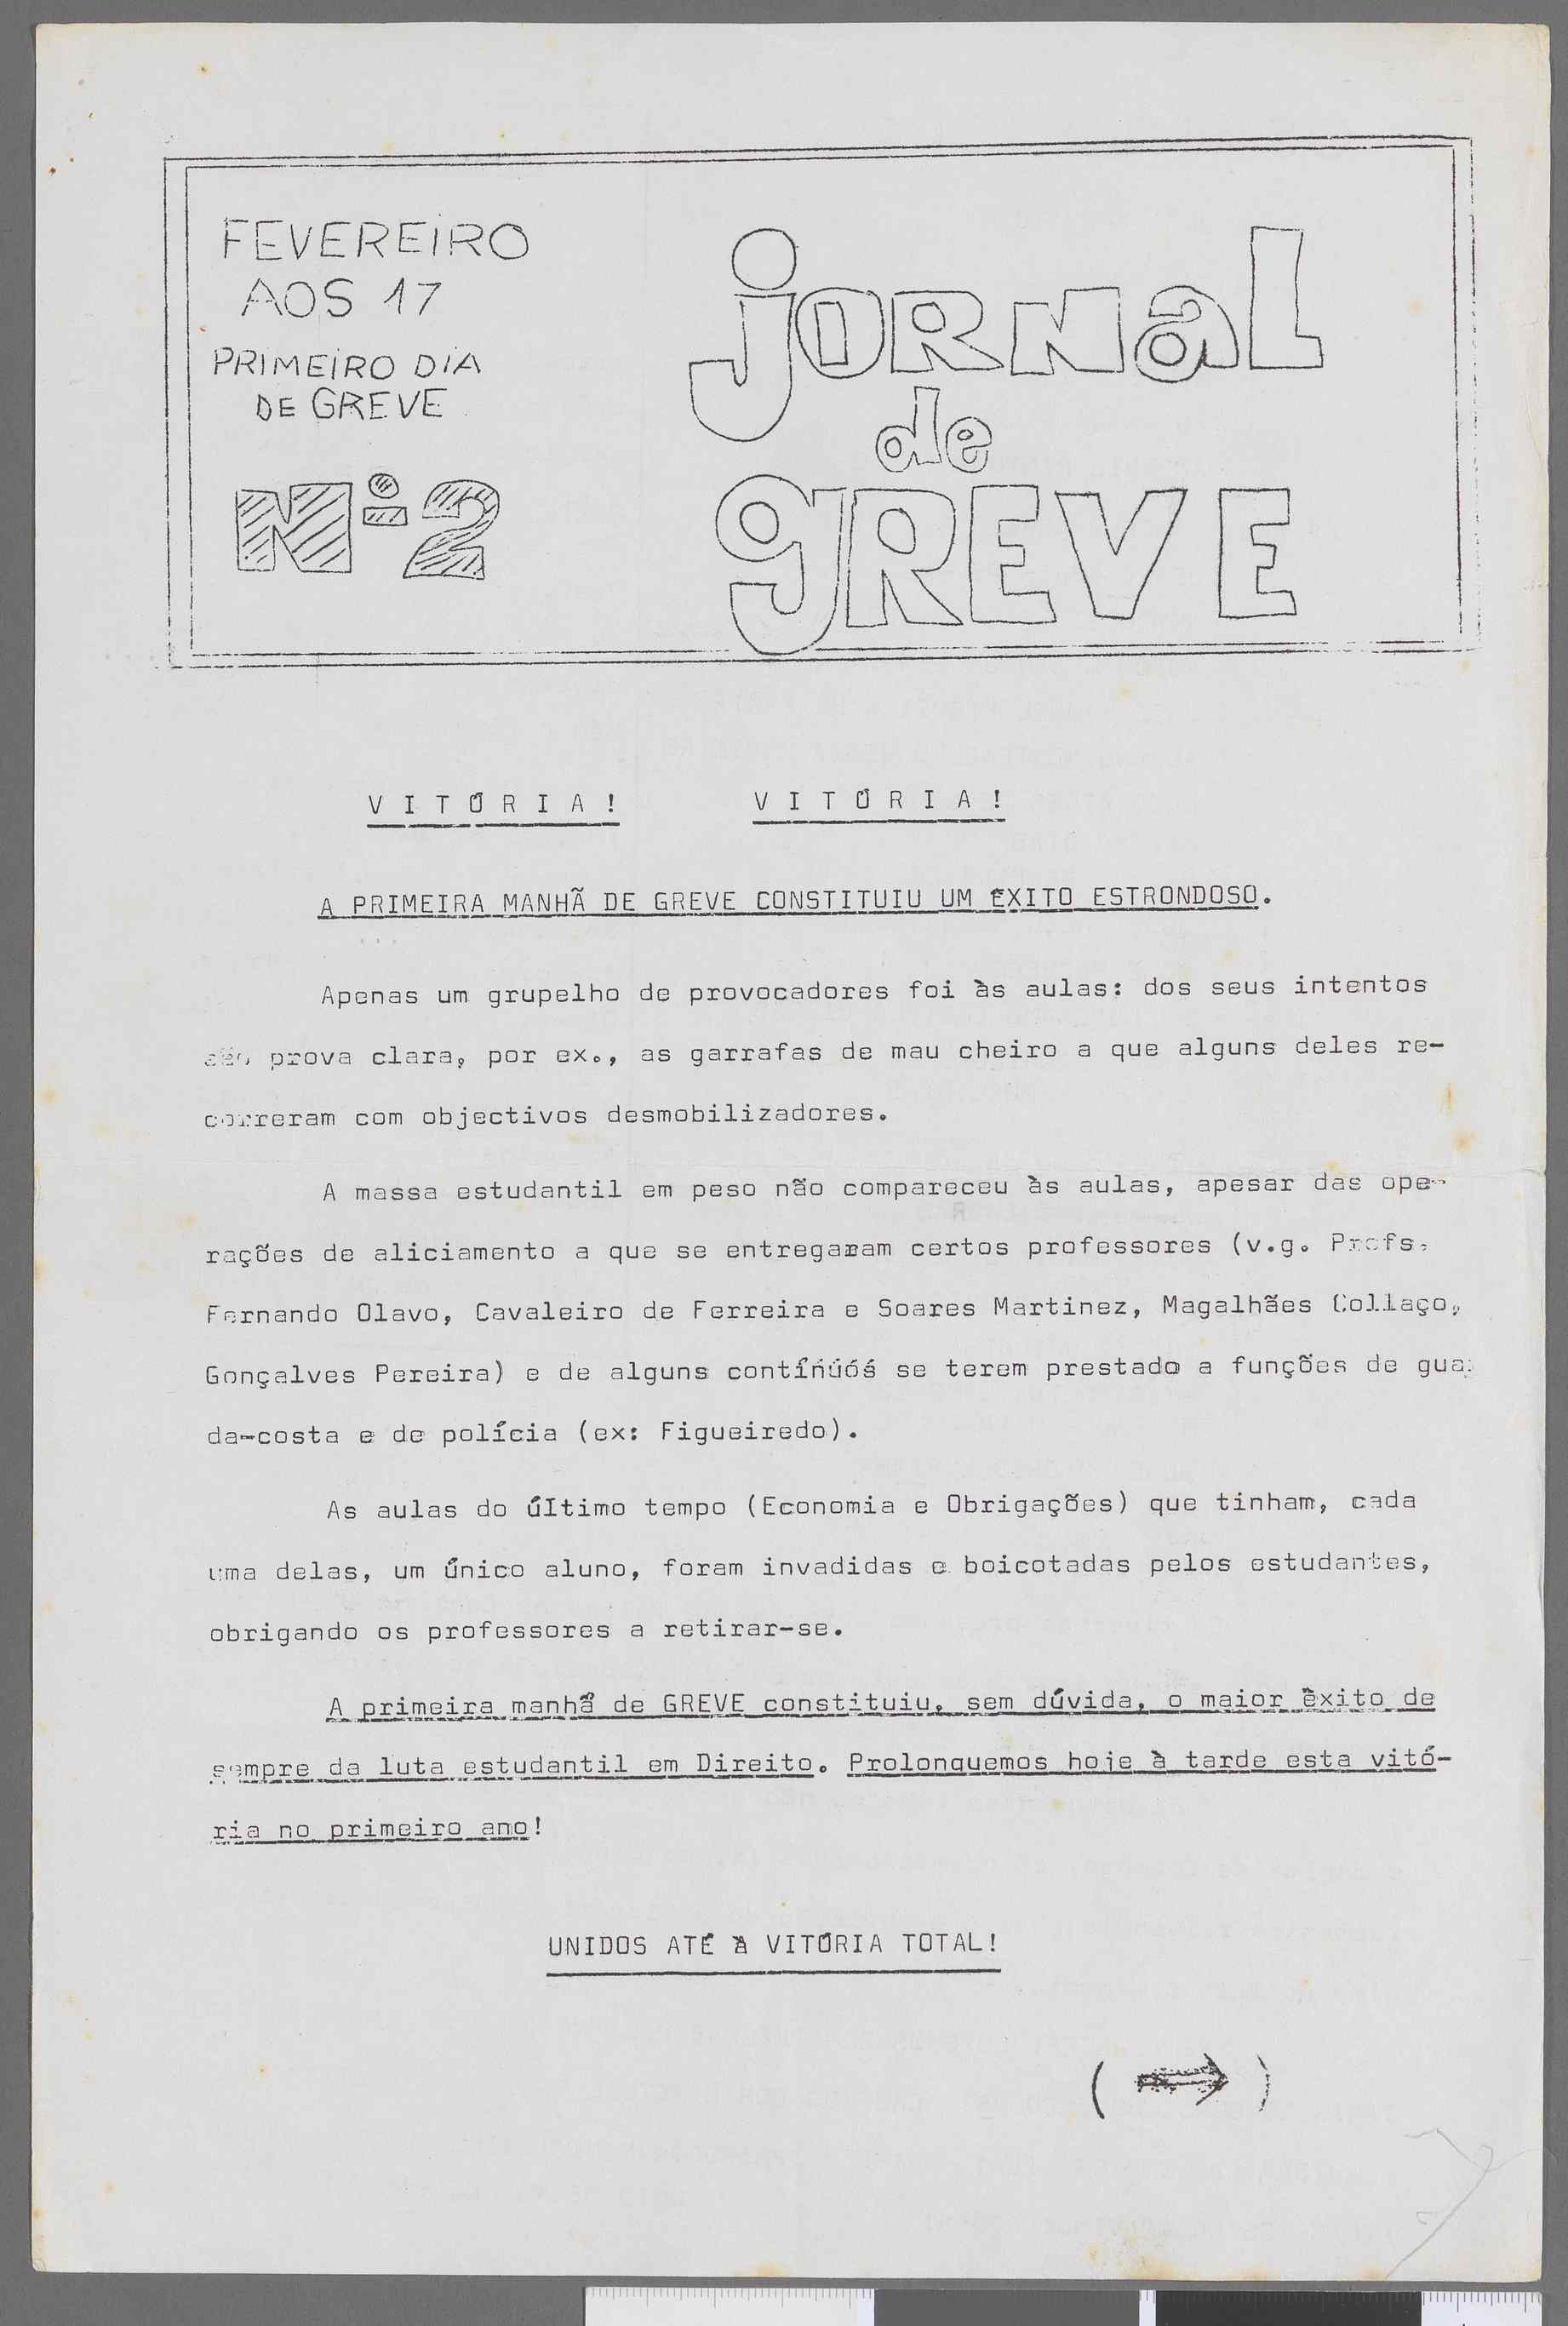 FEVEREIRO
AOS 17
PRIMEIRO DIA
DE GREVE
Nº 2
jORNaL
de
gREVE
V I T Ó R I A ! V I T Ó R I A !
A PRIMEIRA MANHÃ DE GREVE CONSTITUIU UM ÊXITO ESTRONDOSO.
Apenas um grupelho de provocadores foi às aulas: dos seus intentos
são prova clara, por ex., as garrafas de mau cheiro a que alguns deles re-
correram com objectivos desmobilizadores.
A massa estudantil em peso não compareceu às aulas, apesar das ope-
rações de aliciamento a que se entregaram certos professores (v.g. Profs.
Fernando Olavo, Cavaleiro de Ferreira e Soares Martinez, Magalhães Collaço,
Gonçalves Pereira) e de alguns contíńúóś se terem prestado a funções de gua
da-costa e de polícia (ex: Figueiredo).
As aulas do úItimo tempo (Economia e Obrigações) que tinham, cada
uma delas, um único aluno, foram invadidas e boicotadas pelos estudantes,
obrigando os professores a retirar-se.
A primeira manhã de GREVE constituiu, sem dúvida, o maior êxito de
sempre da luta estudantil em Direito. Prolonguemos hoje à tarde esta vitó-
ria no primeiro ano!
UNIDOS ATÉ À VITÓRIA TOTAL!